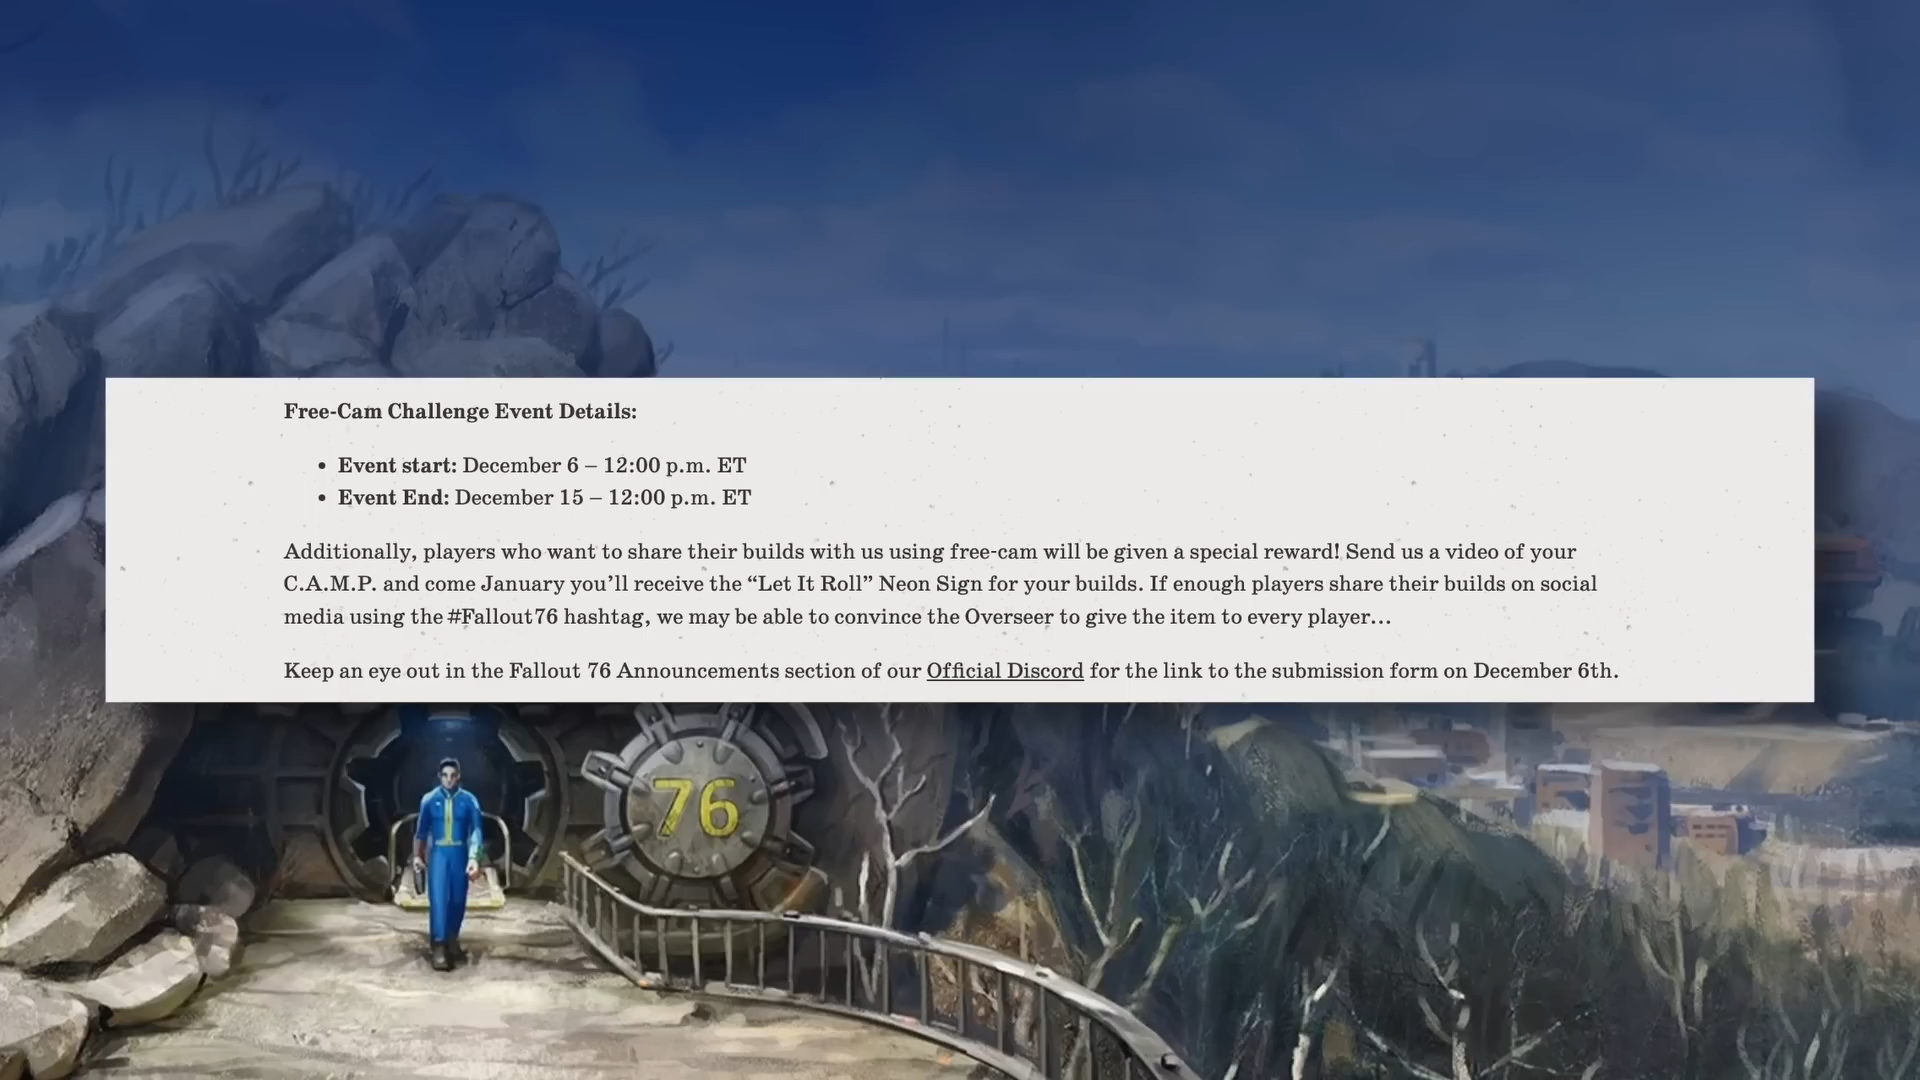 Free-Cam Challenge Event Details:
• Event start: December 6 – 12:00 p.m. ET
• Event End: December 15 – 12:00 p.m. ET
Additionally, players who want to share their builds with us using free-cam will be given a special reward! Send us a video of your
C.A.M.P. and come January you’ll receive the “Let It Roll” Neon Sign for your builds. If enough players share their builds on social
media using the #Fallout76 hashtag, we may be able to convince the Overseer to give the item to every player…
Keep an eye out in the Fallout 76 Announcements section of our Official Discord for the link to the submission form on December 6th.
76